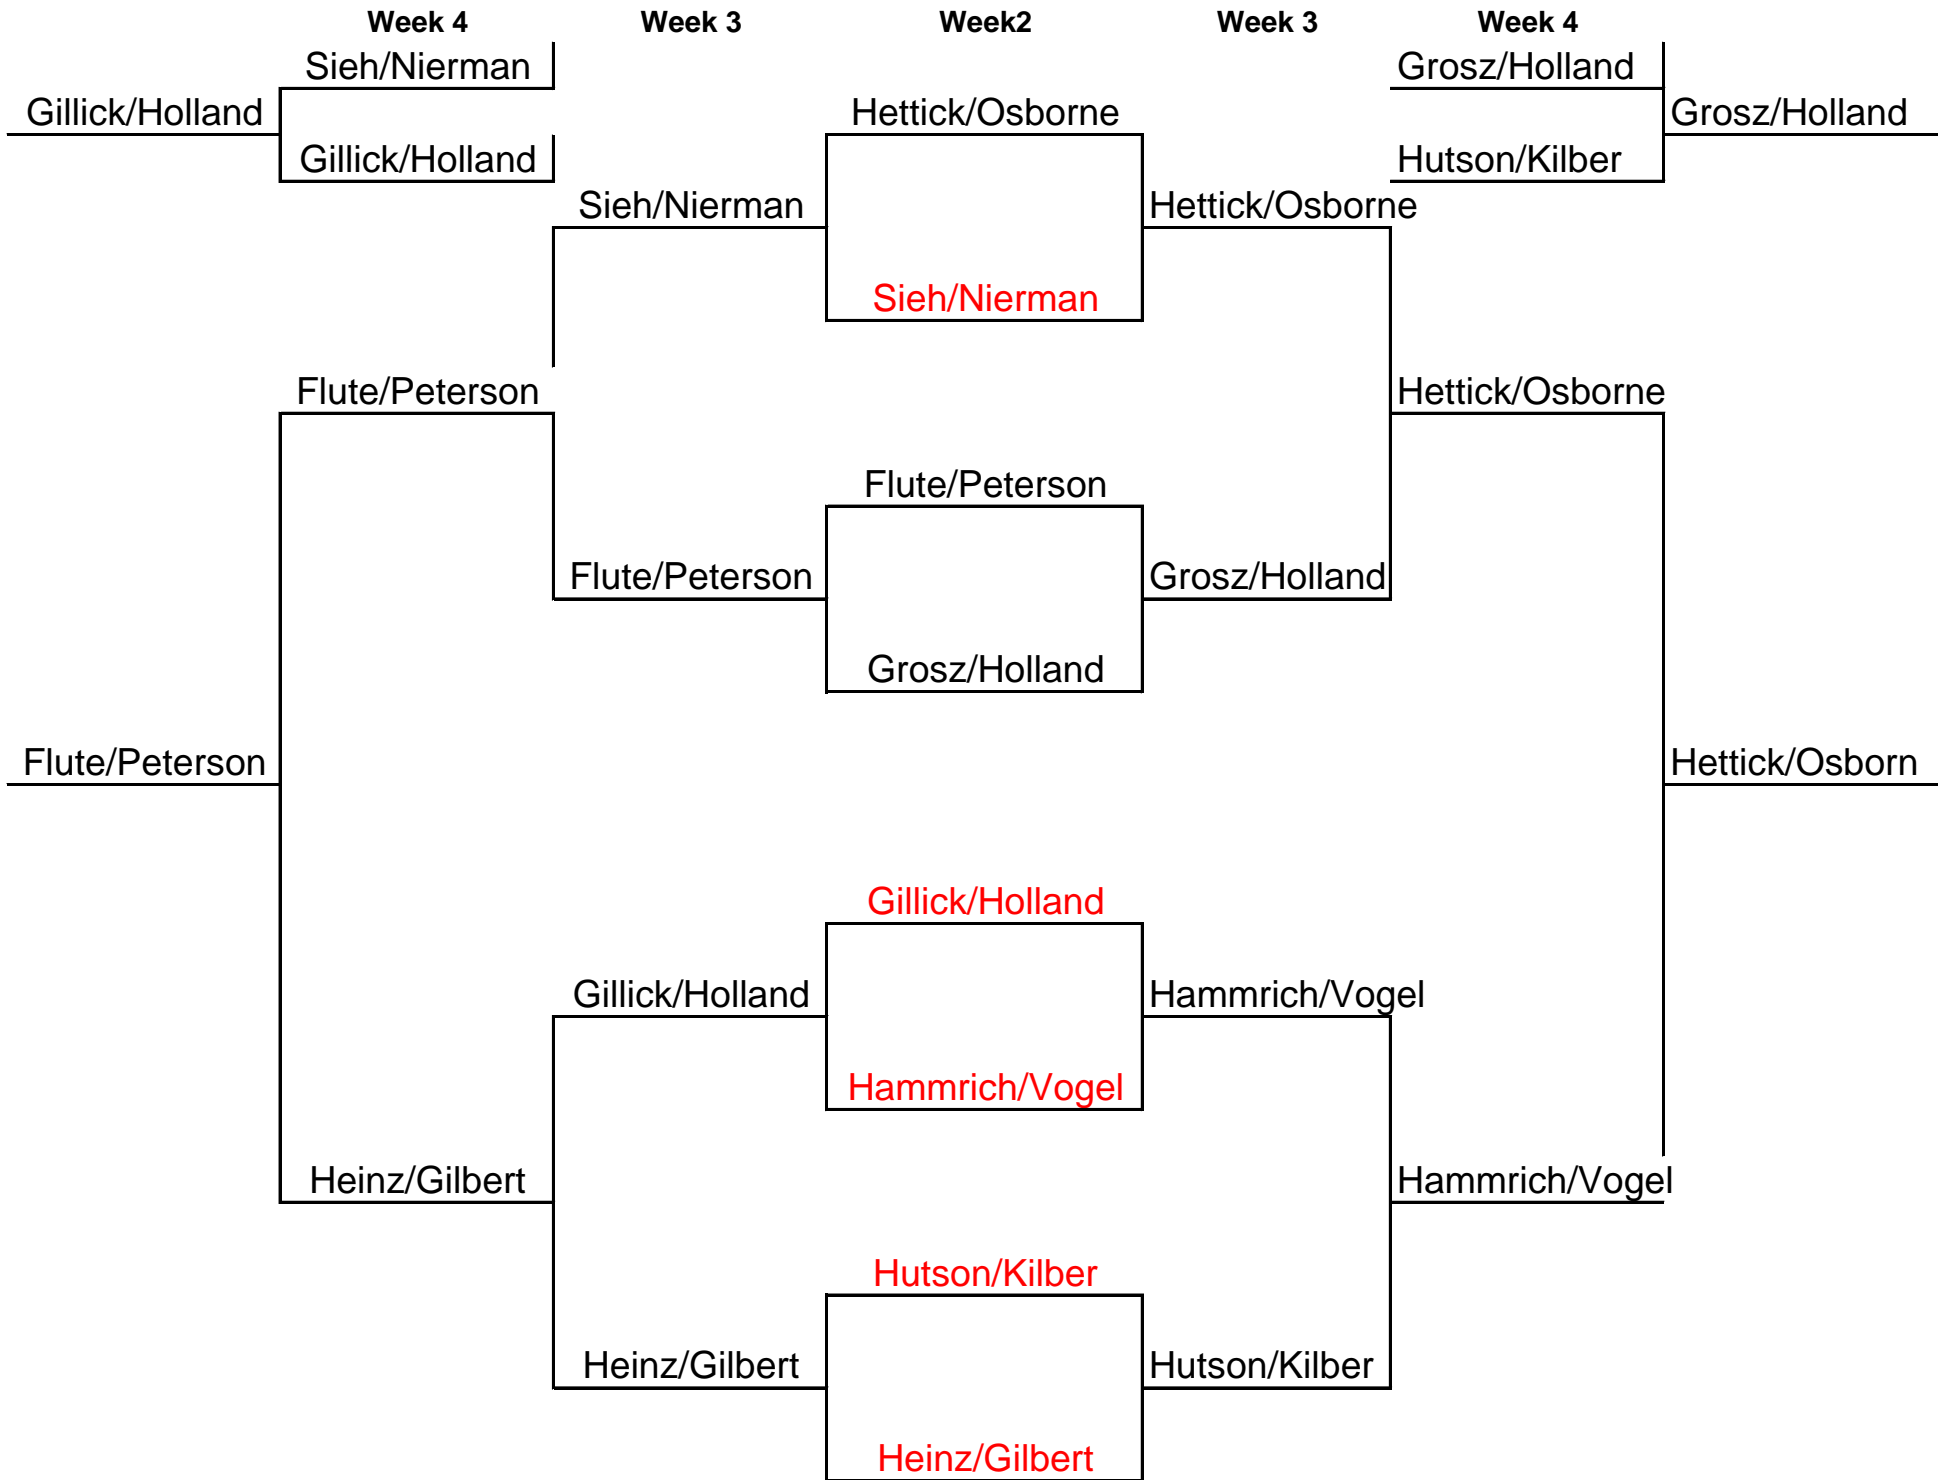 Week 4 Week 3 Week2 Week 3 Week 4
Sieh/Nierman Grosz/Holland
Gillick/Holland Hettick/Osborne Grosz/Holland
Gillick/Holland Hutson/Kilber
Sieh/Nierman Hettick/Osborne
Sieh/Nierman
Flute/Peterson Hettick/Osborne
Flute/Peterson
Flute/Peterson Grosz/Holland
Grosz/Holland
Flute/Peterson Hettick/Osborn
Gillick/Holland
Gillick/Holland Hammrich/Vogel
Hammrich/Vogel
Heinz/Gilbert Hammrich/Vogel
Hutson/Kilber
Heinz/Gilbert Hutson/Kilber
Heinz/Gilbert